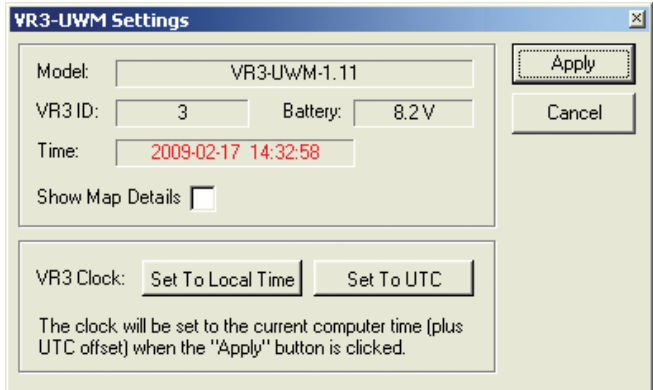 VR3-UWM Settings
Model: VR3-UWM-1.11
Apply
VR3 ID: 3 Battery: 8.2 V
Cancel
Time: 2009-02-17 14:32:58
Show Map Details
VR3 Clock: Set To Local Time Set To UTC
The clock will be set to the current computer time (plus
UTC offset) when the "Apply" button is clicked.